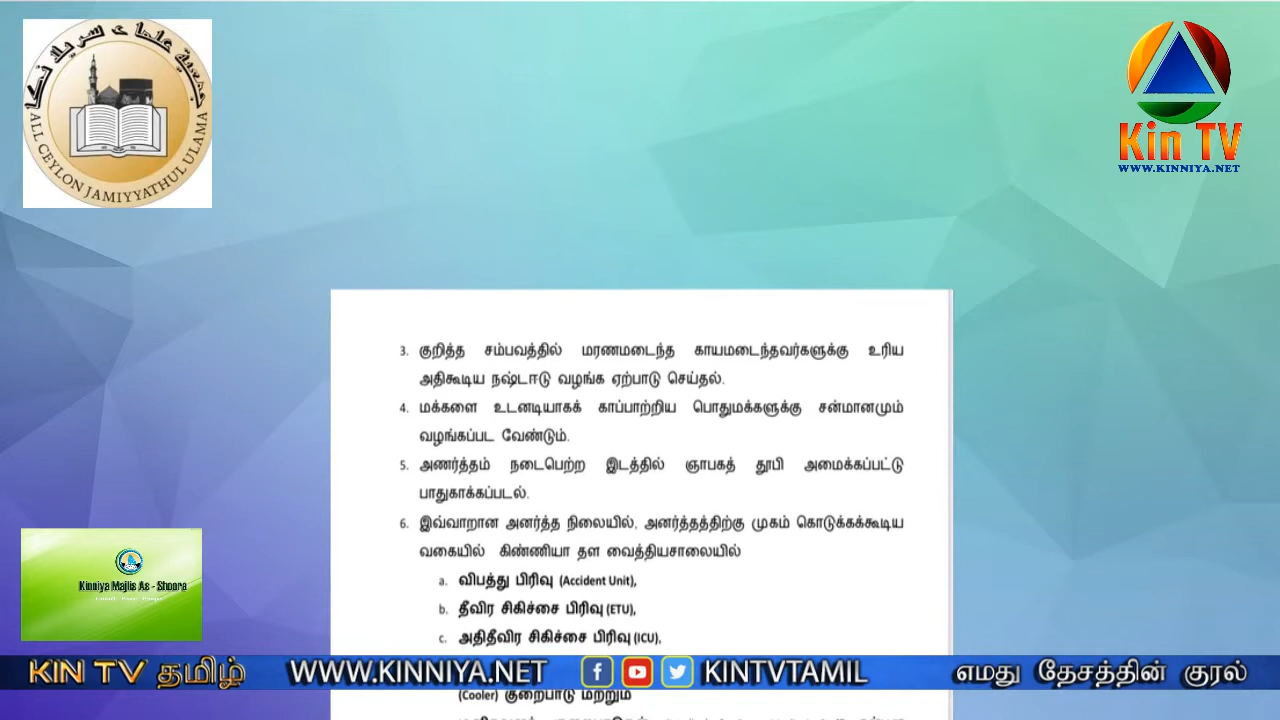 جمعية علماء سريلانكا
ALL CEYLON JAMIYYATHUL ULAMA
Kin TV
WWW.KINNIYA.NET
3. குறித்த சம்பவத்தில் மரணமடைந்த காயமடைந்தவர்களுக்கு உரிய
அதிகூடிய நஷ்டஈடு வழங்க ஏற்பாடு செய்தல்.
4. மக்களை உடனடியாகக் காப்பாற்றிய பொதுமக்களுக்கு சன்மானமும்
வழங்கப்பட வேண்டும்.
5. அணர்த்தம் நடைபெற்ற இடத்தில் ஞாபகத் தூபி அமைக்கப்பட்டு
பாதுகாக்கப்படல்.
6. இவ்வாறான அனர்த்த நிலையில், அனர்த்தத்திற்கு முகம் கொடுக்கக்கூடிய
வகையில் கிண்ணியா தள வைத்தியசாலையில்
a. விபத்து பிரிவு (Accident Unit),
b. தீவிர சிகிச்சை பிரிவு (ETU),
c. அதிதீவிர சிகிச்சை பிரிவு (ICU),
Kinniya Majlis As - Shoora
KIN TV தமிழ் WWW.KINNIYA.NET KINTVTAMIL எமது தேசத்தின் குரல்
(Cooler) குறைபாடு மற்றும்